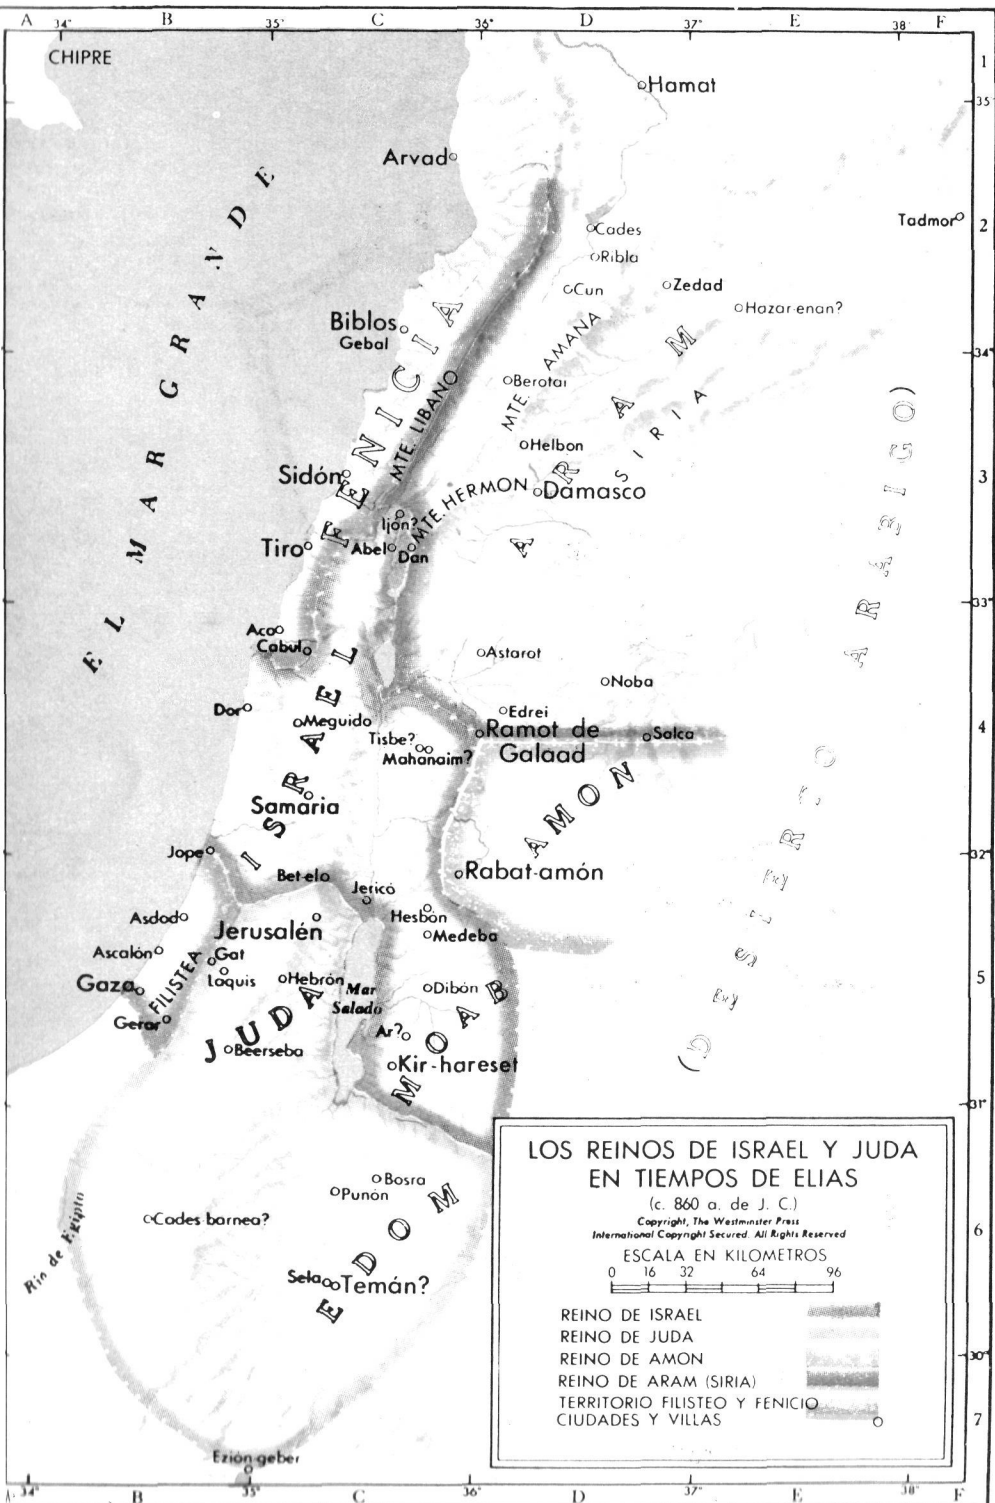 A 34° B 35° C 36° D 37° E 38° F
1
CHIPRE
Hamat
35°
Arvad
EL MAR GRANDE
2
Tadmor
Cades
Ribla
Cun
Zedad
Hazar-enan?
Biblos
Gebal
FENICIA
34°
MTE. AMANA
Berotai
MTE. LIBANO
ARAM
SIRIA
Helbon
Sidón
3
MTE. HERMON
Damasco
Ijón?
Tiro
Abel
Dan
(DESIERTO ARABIGO)
33°
Aco
Cabul
Astarot
Noba
Dor
Meguido
Edrei
4
Ramot de
Galaad
Salca
Tisbe?
Mahanaim?
ISRAEL
Samaria
AMON
Jope
32°
Bet-el
Rabat-amón
Jericó
Hesbón
Asdod
Jerusalén
Medeba
Ascalón
Gat
Laquis
FILISTEA
Gaza
Hebrón
Mar
Salado
Dibón
5
Gerar
JUDA
Beerseba
Ar?
MOAB
Kir-hareset
31°
LOS REINOS DE ISRAEL Y JUDA
EN TIEMPOS DE ELIAS
(c. 860 a. de J. C.)
Copyright, The Westminster Press
International Copyright Secured. All Rights Reserved
ESCALA EN KILOMETROS
0 16 32 64 96
REINO DE ISRAEL
REINO DE JUDA
REINO DE AMON
REINO DE ARAM (SIRIA)
TERRITORIO FILISTEO Y FENICIO
CIUDADES Y VILLAS
Bosra
Punón
Cades-barnea?
Río de Egipto
EDOM
6
Sela
Temán?
30°
7
Ezión-geber
A 34° B 35° C 36° D 37° E 38° F